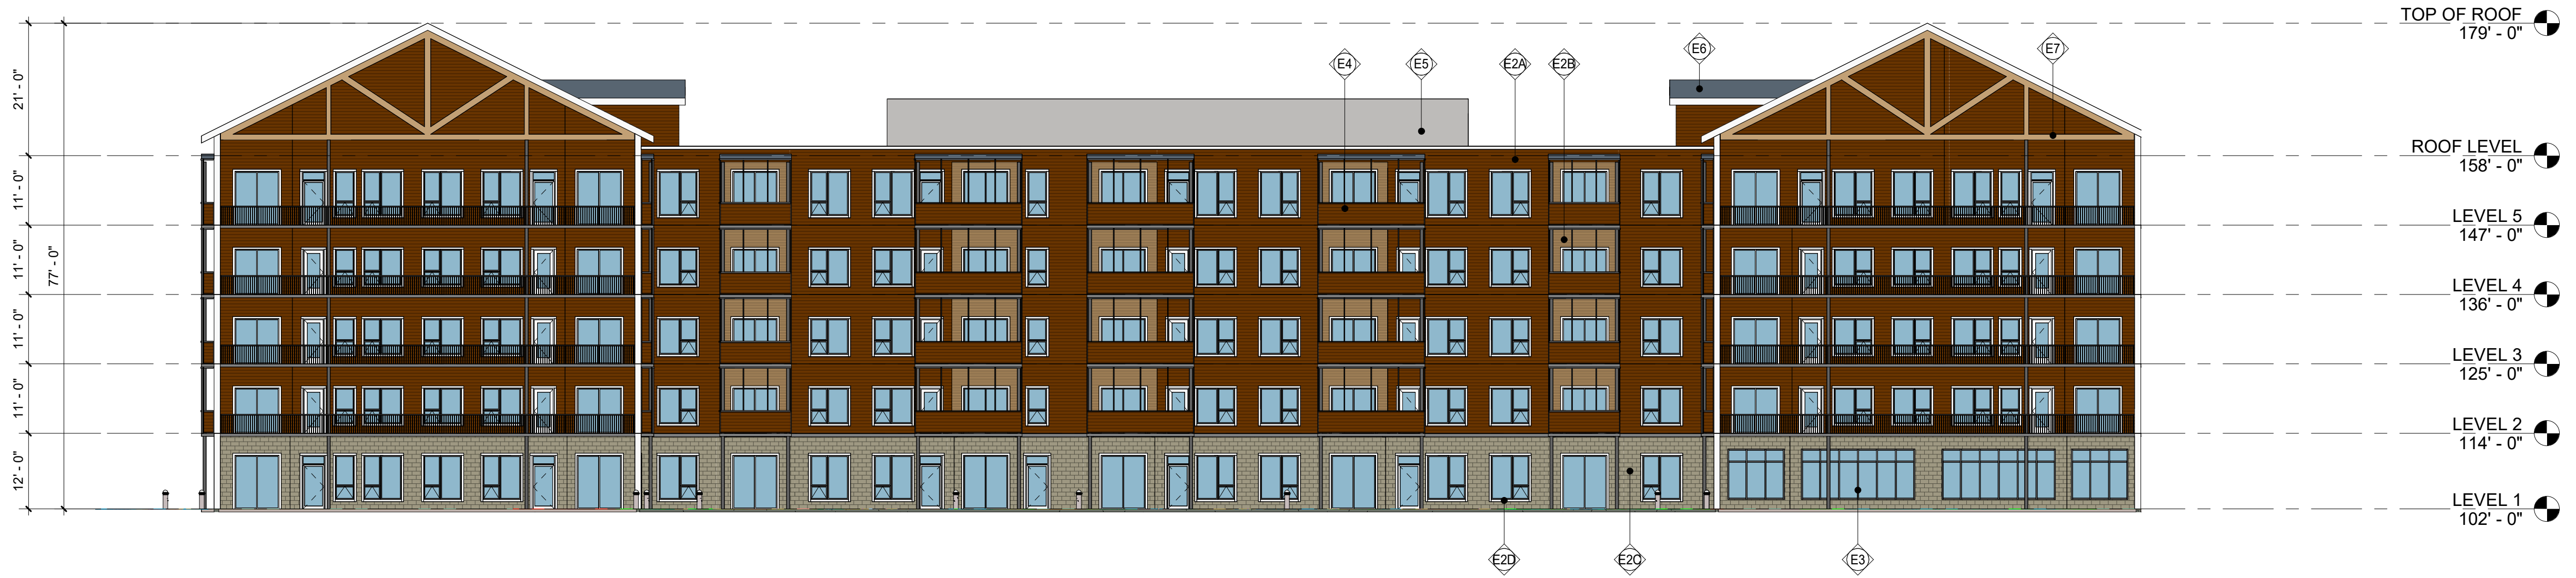 TOP OF ROOF
179' - 0"
E6
E7
E4
E5
E2A
E2B
21' - 0"
ROOF LEVEL
158' - 0"
11' - 0"
LEVEL 5
147' - 0"
11' - 0"
77' - 0"
LEVEL 4
136' - 0"
11' - 0"
LEVEL 3
125' - 0"
11' - 0"
LEVEL 2
114' - 0"
12' - 0"
LEVEL 1
102' - 0"
E2D
E2C
E3